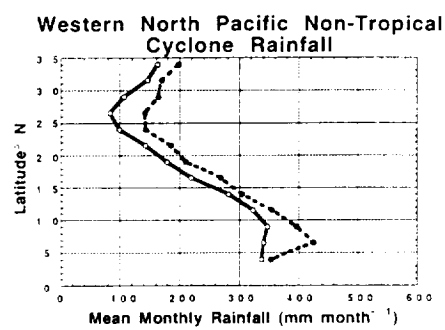 Western North Pacific Non-Tropical
Cyclone Rainfall
35
30
25
20
15
10
5
0
Latitude° N
0 100 200 300 400 500 600
Mean Monthly Rainfall (mm month⁻¹)